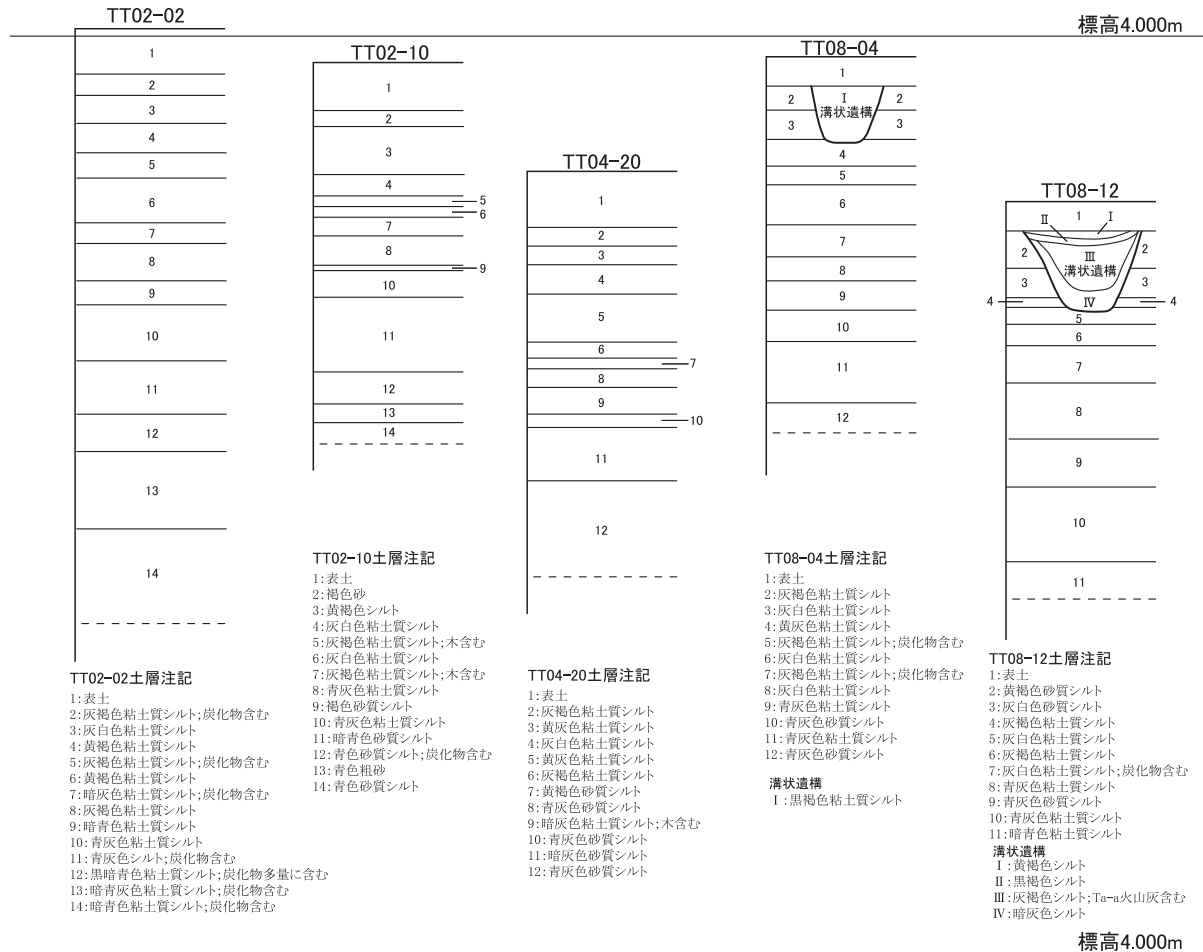 TT02-02
標高4.000m
1
2
3
4
5
6
7
8
9
10
11
12
13
14
TT02-02土層注記
1:表土
2:灰褐色粘土質シルト;炭化物含む
3:灰白色粘土質シルト
4:黄褐色粘土質シルト
5:灰褐色粘土質シルト;炭化物含む
6:黄褐色粘土質シルト
7:暗灰色粘土質シルト;炭化物含む
8:灰褐色粘土質シルト
9:暗青色粘土質シルト
10:青灰色粘土質シルト
11:青灰色シルト;炭化物含む
12:黒暗青色粘土質シルト;炭化物多量に含む
13:暗青灰色粘土質シルト;炭化物含む
14:暗青色粘土質シルト;炭化物含む
TT02-10
1
2
3
4
5
6
7
8
9
10
11
12
13
14
TT02-10土層注記
1:表土
2:褐色砂
3:黄褐色シルト
4:灰白色粘土質シルト
5:灰褐色粘土質シルト;木含む
6:灰白色粘土質シルト
7:灰褐色粘土質シルト;木含む
8:青灰色粘土質シルト
9:褐色砂質シルト
10:青灰色粘土質シルト
11:暗青色砂質シルト
12:青色砂質シルト;炭化物含む
13:青色粗砂
14:青色砂質シルト
TT04-20
1
2
3
4
5
6
7
8
9
10
11
12
TT04-20土層注記
1:表土
2:灰褐色粘土質シルト
3:黄灰色粘土質シルト
4:灰白色粘土質シルト
5:黄灰色粘土質シルト
6:灰褐色粘土質シルト
7:黄褐色砂質シルト
8:青灰色砂質シルト
9:暗灰色粘土質シルト;木含む
10:青灰色砂質シルト
11:暗灰色砂質シルト
12:青灰色砂質シルト
TT08-04
1
2 Ⅰ 2
溝状遺構
3 3
4
5
6
7
8
9
10
11
12
TT08-04土層注記
1:表土
2:灰褐色粘土質シルト
3:灰白色粘土質シルト
4:黄灰色粘土質シルト
5:灰褐色粘土質シルト;炭化物含む
6:灰白色粘土質シルト
7:灰褐色粘土質シルト;炭化物含む
8:灰白色粘土質シルト
9:青灰色粘土質シルト
10:青灰色砂質シルト
11:青灰色粘土質シルト
12:青灰色砂質シルト
溝状遺構
Ⅰ:黒褐色粘土質シルト
TT08-12
Ⅱ 1 Ⅰ
2 Ⅲ 2
溝状遺構
3 3
4 Ⅳ 4
5
6
7
8
9
10
11
TT08-12土層注記
1:表土
2:黄褐色砂質シルト
3:灰白色砂質シルト
4:灰褐色粘土質シルト
5:灰白色粘土質シルト
6:灰褐色粘土質シルト
7:灰白色粘土質シルト;炭化物含む
8:青灰色粘土質シルト
9:青灰色砂質シルト
10:青灰色粘土質シルト
11:暗青色粘土質シルト
溝状遺構
Ⅰ:黄褐色シルト
Ⅱ:黒褐色シルト
Ⅲ:灰褐色シルト;Ta-a火山灰含む
Ⅳ:暗灰色シルト
標高4.000m